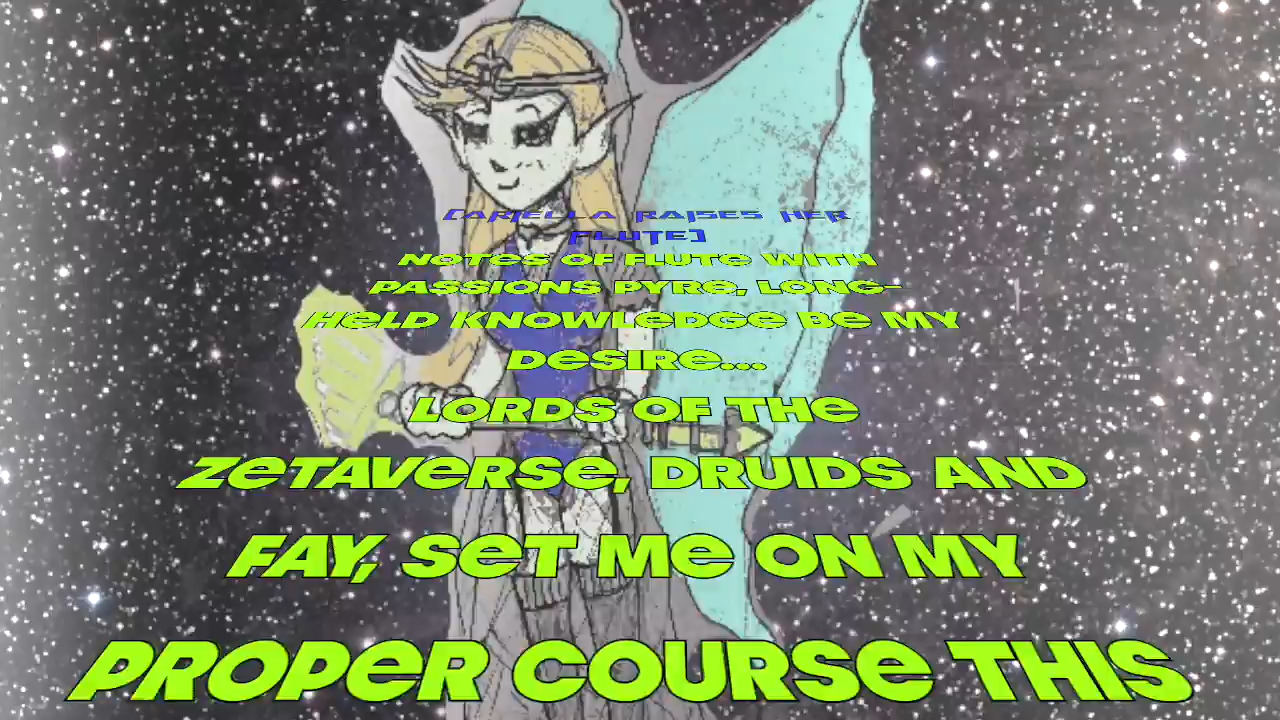 [Ariella raises her
flute]
Notes of flute with
passions pyre, long-
held knowledge be my
desire...
Lords of the
Zetaverse, Druids and
Fay, set me on my
proper course this